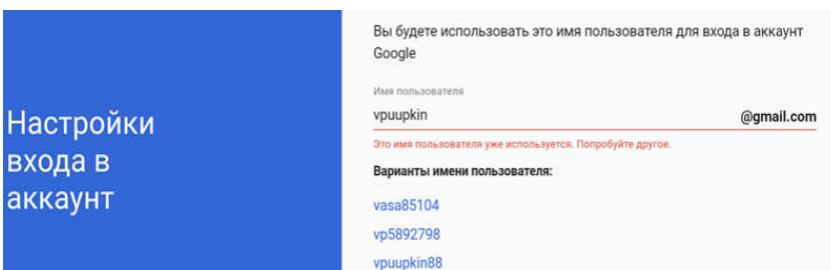 Настройки
входа в
аккаунт
Вы будете использовать это имя пользователя для входа в аккаунт
Google
Имя пользователя
vpuupkin @gmail.com
Это имя пользователя уже используется. Попробуйте другое.
Варианты имени пользователя:
vasa85104
vp5892798
vpuupkin88